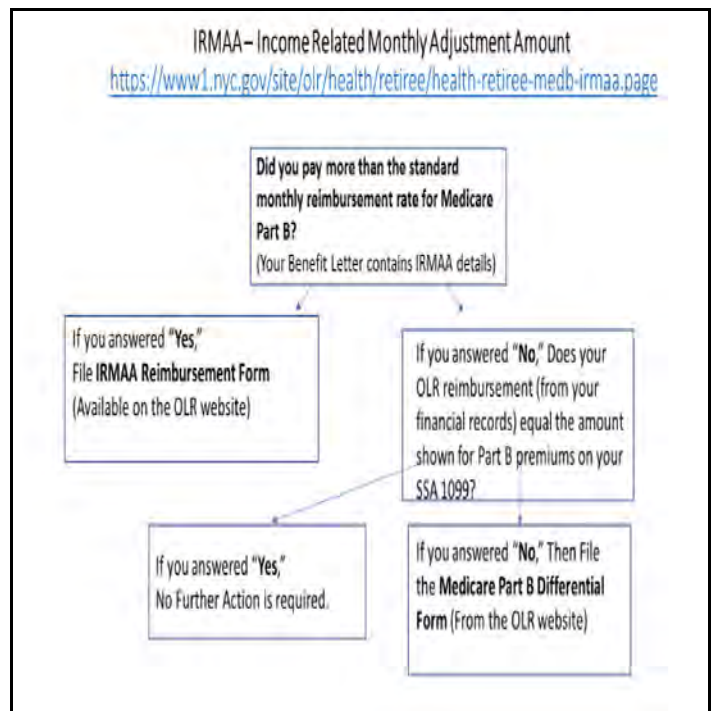 IRMAA – Income Related Monthly Adjustment Amount
https://www1.nyc.gov/site/olr/health/retiree/health-retiree-medb-irmaa.page
Did you pay more than the standard
monthly reimbursement rate for Medicare
Part B?
(Your Benefit Letter contains IRMAA details)
If you answered "Yes,"
File IRMAA Reimbursement Form
(Available on the OLR website)
If you answered "No," Does your
OLR reimbursement (from your
financial records) equal the amount
shown for Part B premiums on your
SSA 1099?
If you answered "Yes,"
No Further Action is required.
If you answered "No," Then File
the Medicare Part B Differential
Form (From the OLR website)